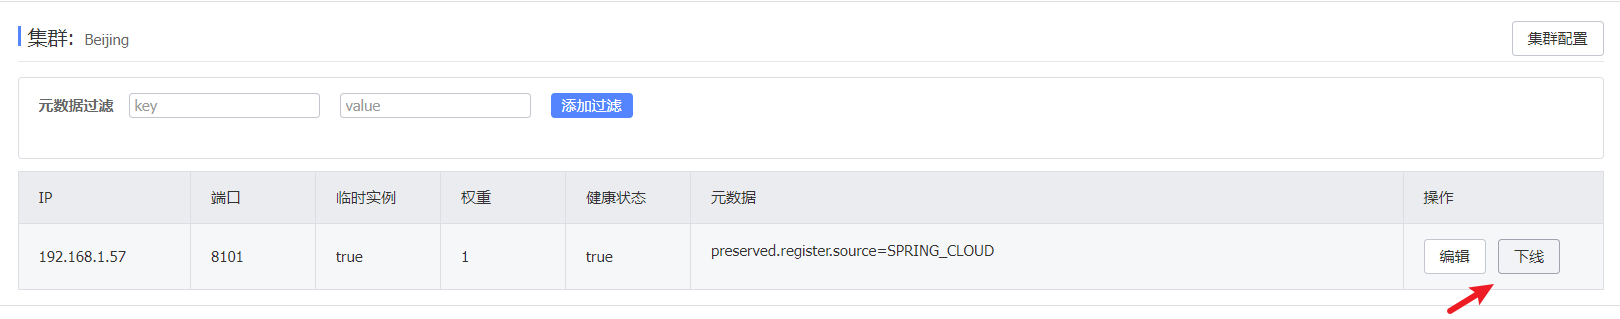 集群: Beijing
集群配置
元数据过滤 key value 添加过滤
IP 端口 临时实例 权重 健康状态 元数据 操作
192.168.1.57 8101 true 1 true preserved.register.source=SPRING_CLOUD 编辑 下线